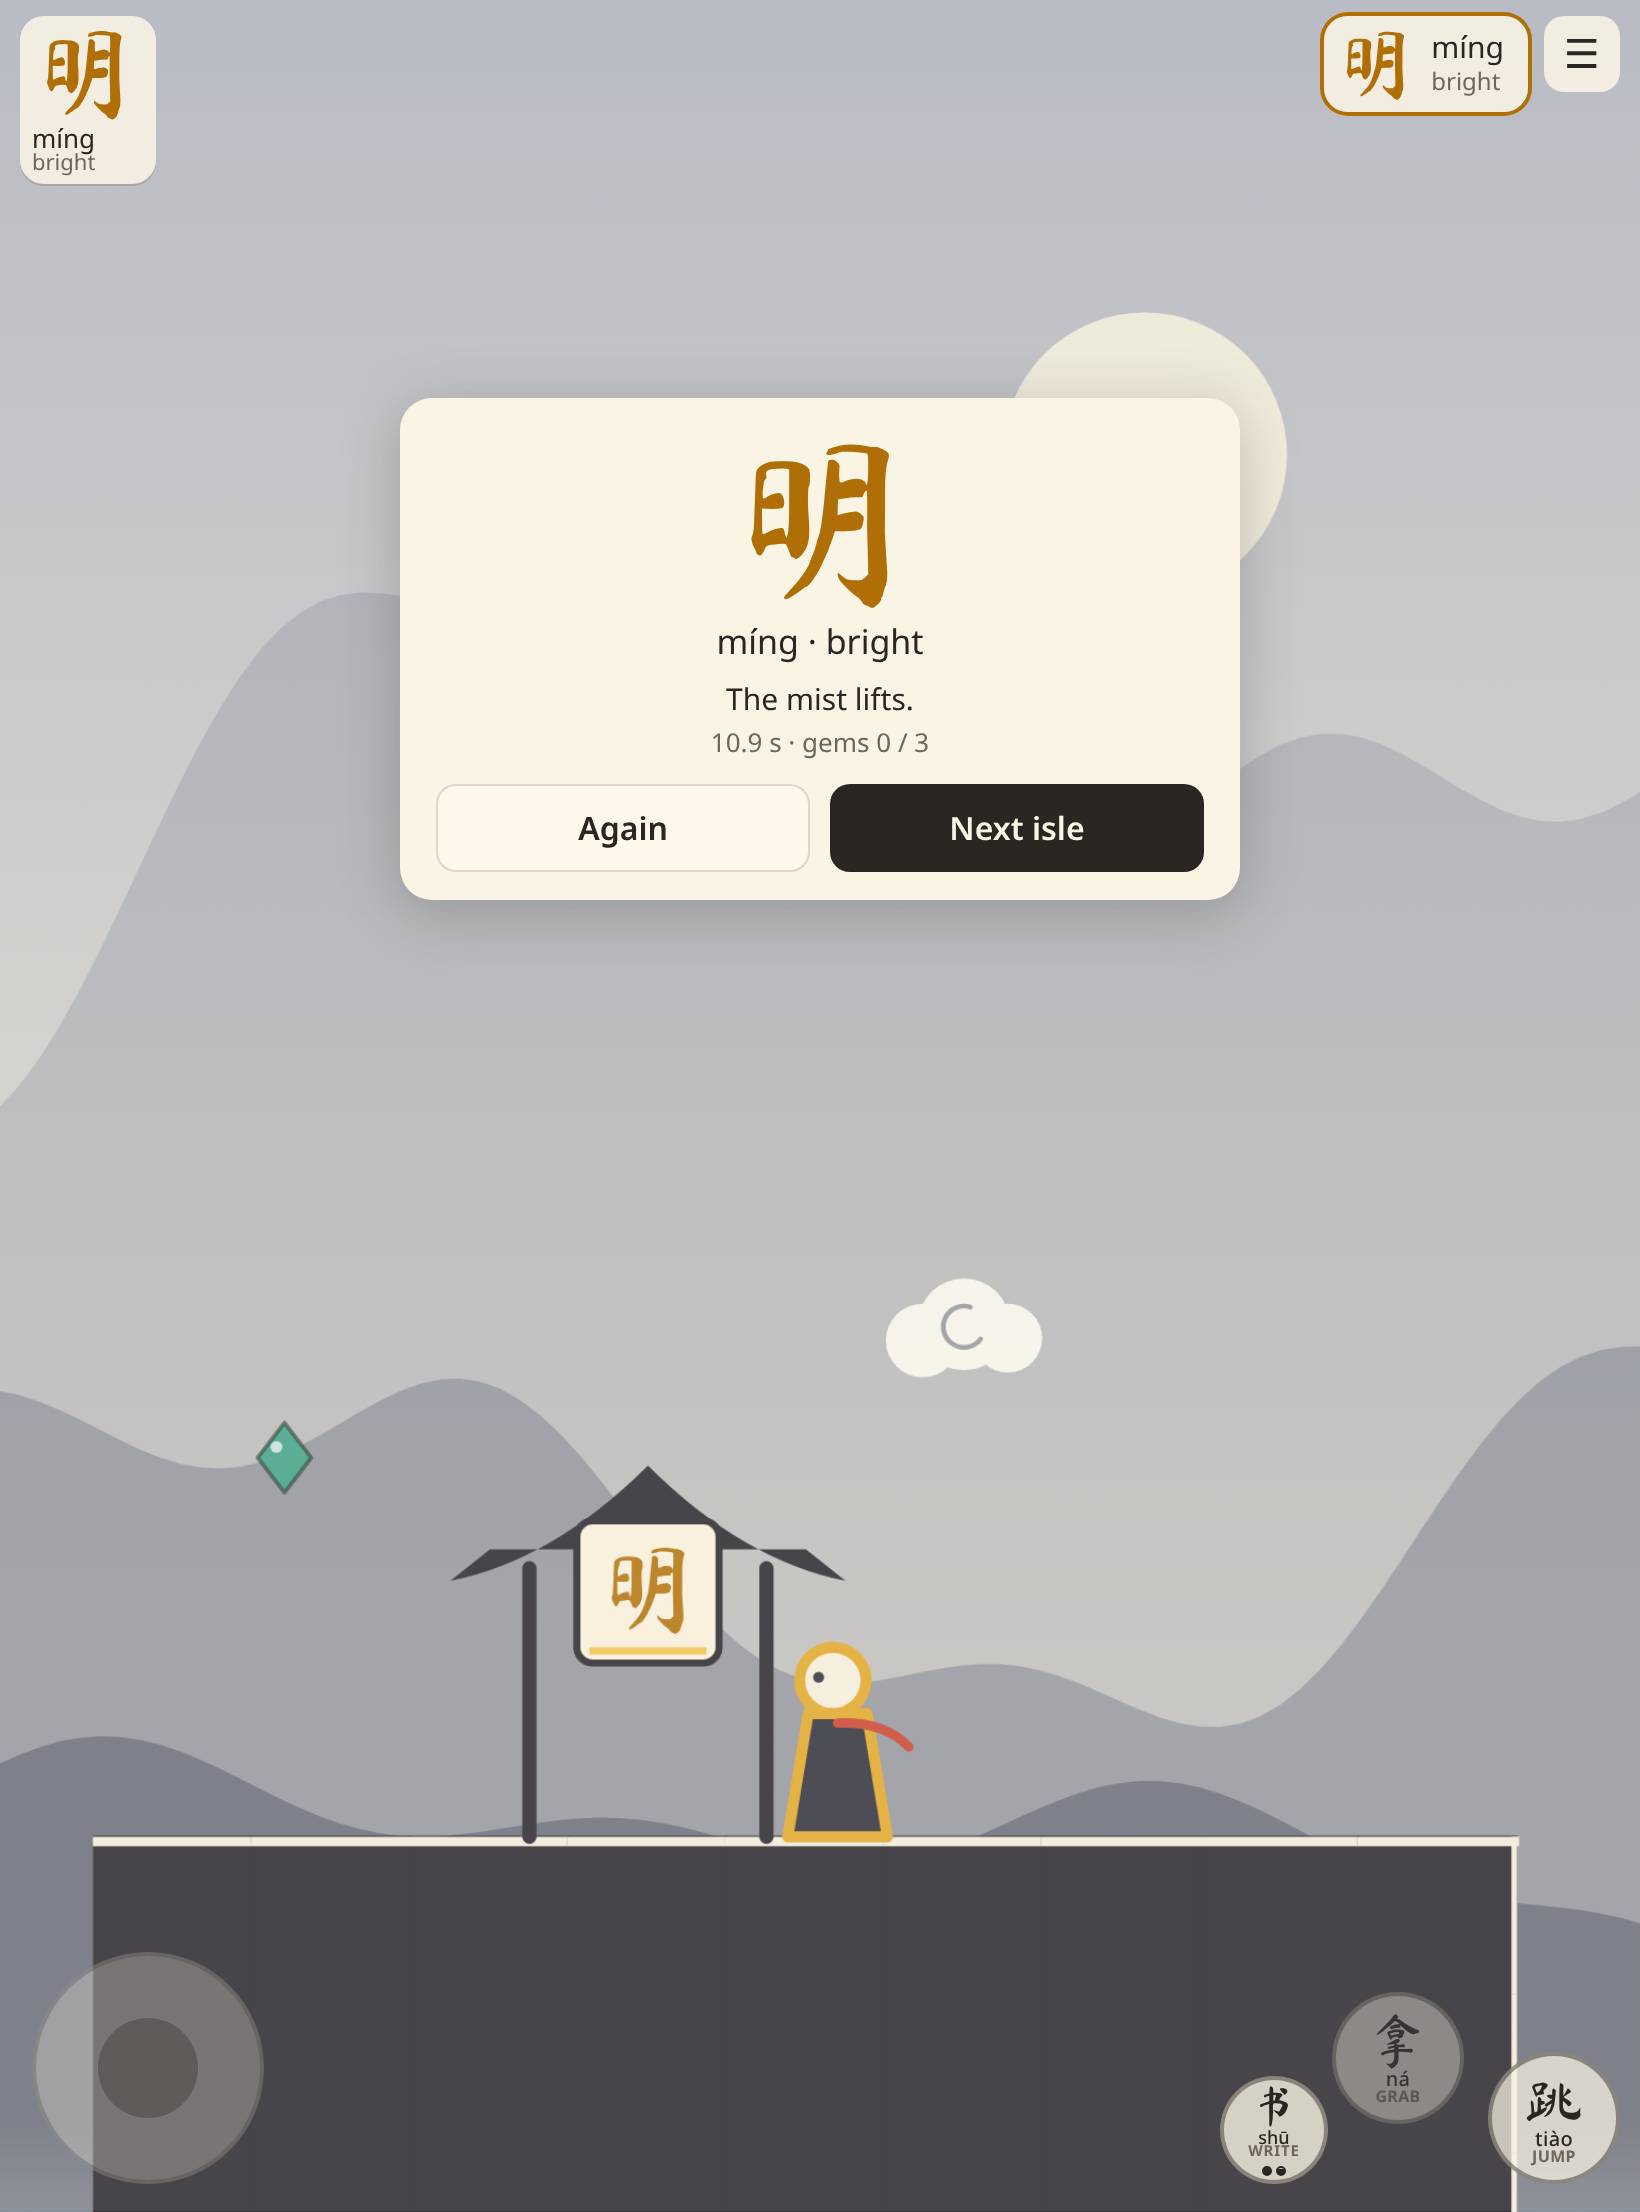 明
míng
bright
明
míng
bright
☰
明
míng · bright
The mist lifts.
10.9 s · gems 0 / 3
Again
Next isle
明
拿
ná
GRAB
书
shū
WRITE
跳
tiào
JUMP